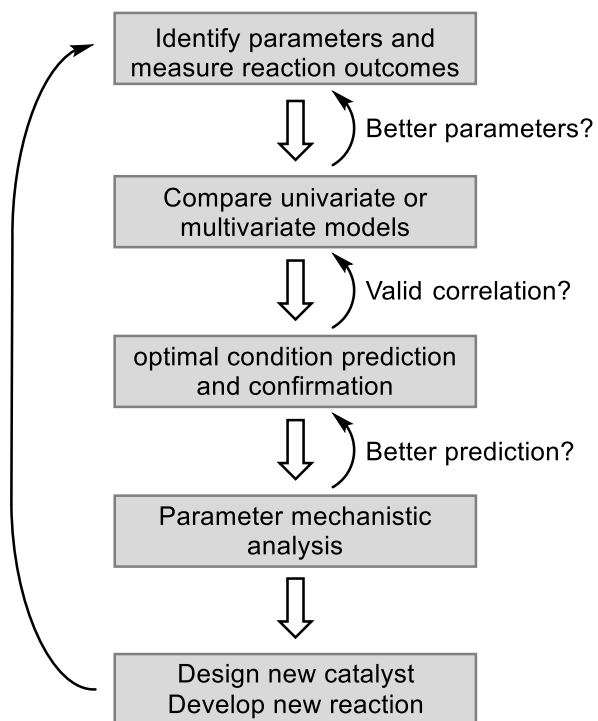 Identify parameters and
measure reaction outcomes
Better parameters?
Compare univariate or
multivariate models
Valid correlation?
optimal condition prediction
and confirmation
Better prediction?
Parameter mechanistic
analysis
Design new catalyst
Develop new reaction